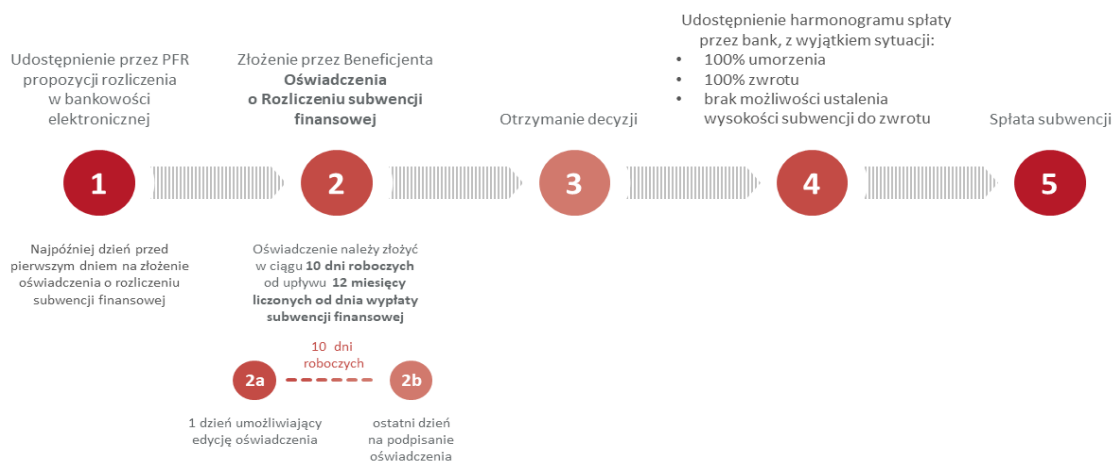 Udostępnienie przez PFR
propozycji rozliczenia
w bankowości
elektronicznej
1
Najpóźniej dzień przed
pierwszym dniem na złożenie
oświadczenia o rozliczeniu
subwencji finansowej
Złożenie przez Beneficjenta
Oświadczenia
o Rozliczeniu subwencji
finansowej
2
Oświadczenie należy złożyć
w ciągu 10 dni roboczych
od upływu 12 miesięcy
liczonych od dnia wypłaty
subwencji finansowej
10 dni
roboczych
2a
2b
1 dzień umożliwiający
edycję oświadczenia
ostatni dzień
na podpisanie
oświadczenia
Otrzymanie decyzji
3
Udostępnienie harmonogramu spłaty
przez bank, z wyjątkiem sytuacji:
• 100% umorzenia
• 100% zwrotu
• brak możliwości ustalenia
wysokości subwencji do zwrotu
4
Spłata subwencji
5